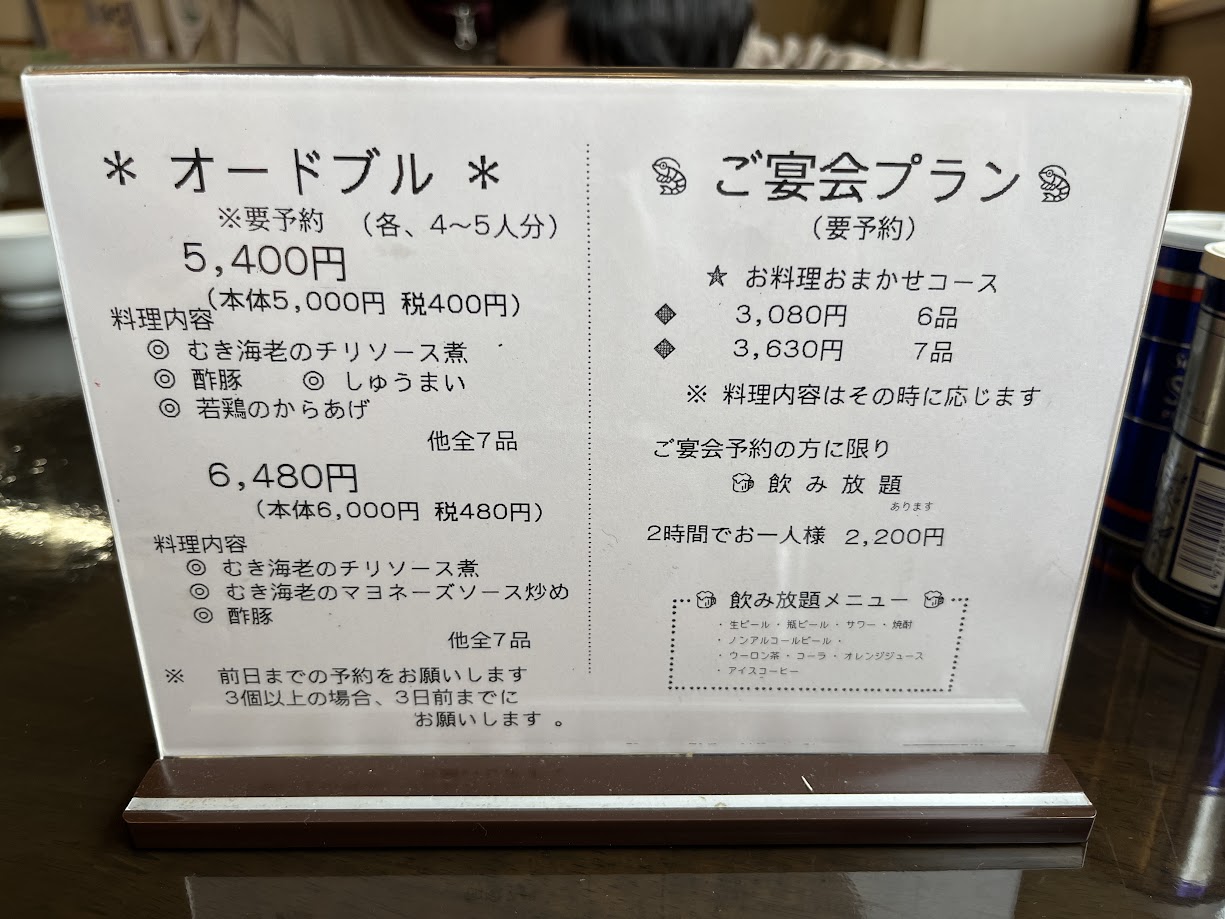 ＊ オードブル ＊
※要予約 （各、4〜5人分）
5,400円
（本体5,000円 税400円）
料理内容
◎ むき海老のチリソース煮
◎ 酢豚 ◎ しゅうまい
◎ 若鶏のからあげ
他全7品
6,480円
（本体6,000円 税480円）
料理内容
◎ むき海老のチリソース煮
◎ むき海老のマヨネーズソース炒め
◎ 酢豚
他全7品
※ 前日までの予約をお願いします
3個以上の場合、3日前までに
お願いします。
ご宴会プラン
（要予約）
★ お料理おまかせコース
◆ 3,080円 6品
◆ 3,630円 7品
※ 料理内容はその時に応じます
ご宴会予約の方に限り
飲み放題
あります
2時間でお一人様 2,200円
飲み放題メニュー
・生ビール・瓶ビール・サワー・焼酎
・ノンアルコールビール・
・ウーロン茶・コーラ・オレンジジュース
・アイスコーヒー